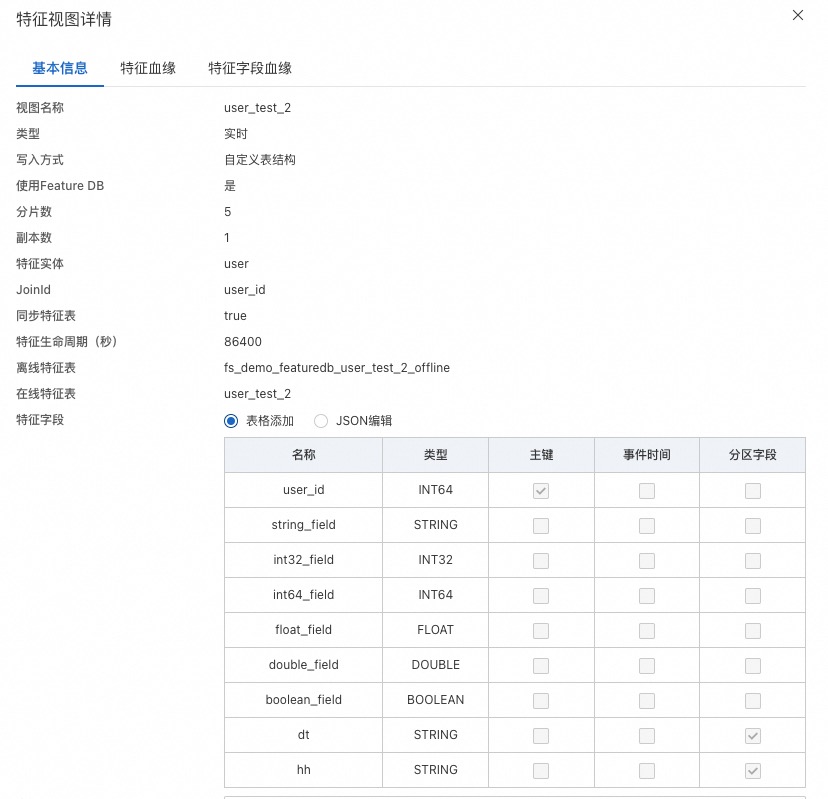 特征视图详情
基本信息 特征血缘 特征字段血缘
视图名称 user_test_2
类型 实时
写入方式 自定义表结构
使用Feature DB 是
分片数 5
副本数 1
特征实体 user
JoinId user_id
同步特征表 true
特征生命周期（秒） 86400
离线特征表 fs_demo_featuredb_user_test_2_offline
在线特征表 user_test_2
特征字段 表格添加 JSON编辑
名称 类型 主键 事件时间 分区字段
user_id INT64
string_field STRING
int32_field INT32
int64_field INT64
float_field FLOAT
double_field DOUBLE
boolean_field BOOLEAN
dt STRING
hh STRING